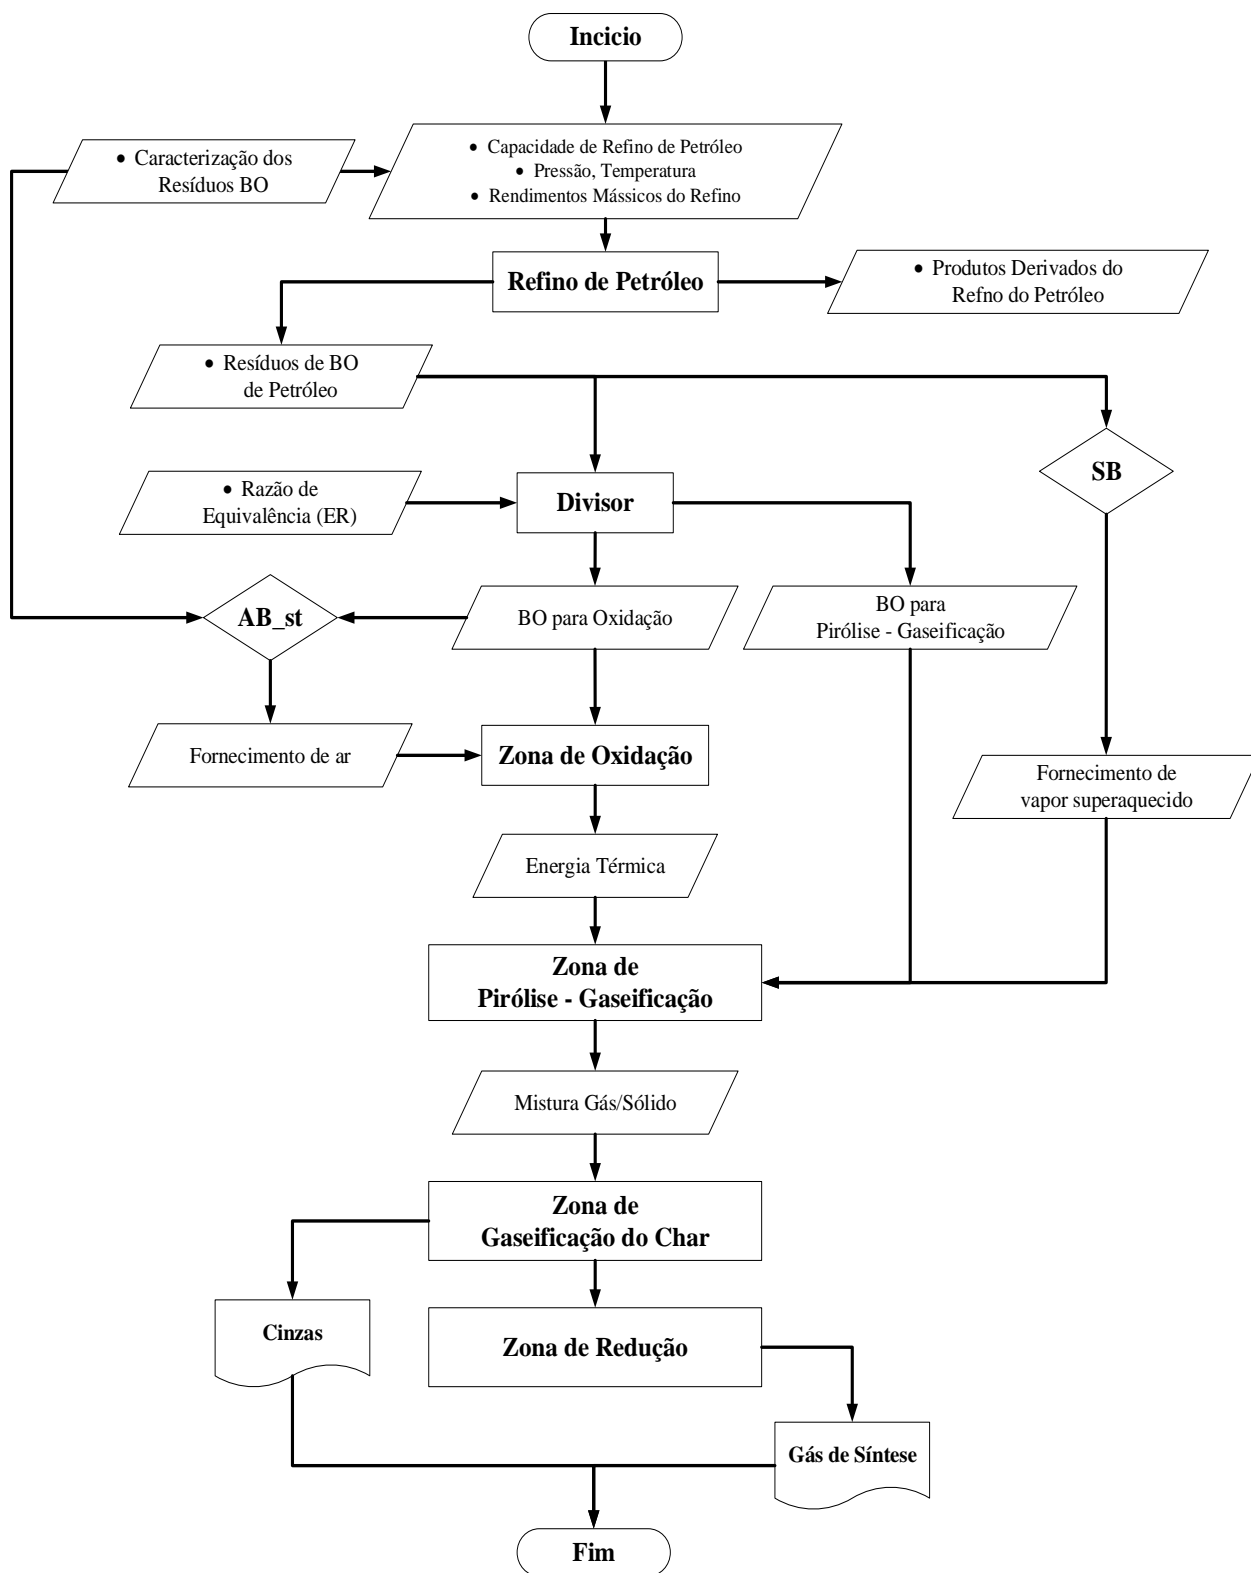 Incicio
• Caracterização dos
Resíduos BO
• Capacidade de Refino de Petróleo
• Pressão, Temperatura
• Rendimentos Mássicos do Refino
Refino de Petróleo
• Produtos Derivados do
Refno do Petróleo
• Resíduos de BO
de Petróleo
SB
• Razão de
Equivalência (ER)
Divisor
AB_st
BO para Oxidação
BO para
Pirólise - Gaseificação
Fornecimento de ar
Zona de Oxidação
Fornecimento de
vapor superaquecido
Energia Térmica
Zona de
Pirólise - Gaseificação
Mistura Gás/Sólido
Zona de
Gaseificação do Char
Cinzas
Zona de Redução
Gás de Síntese
Fim